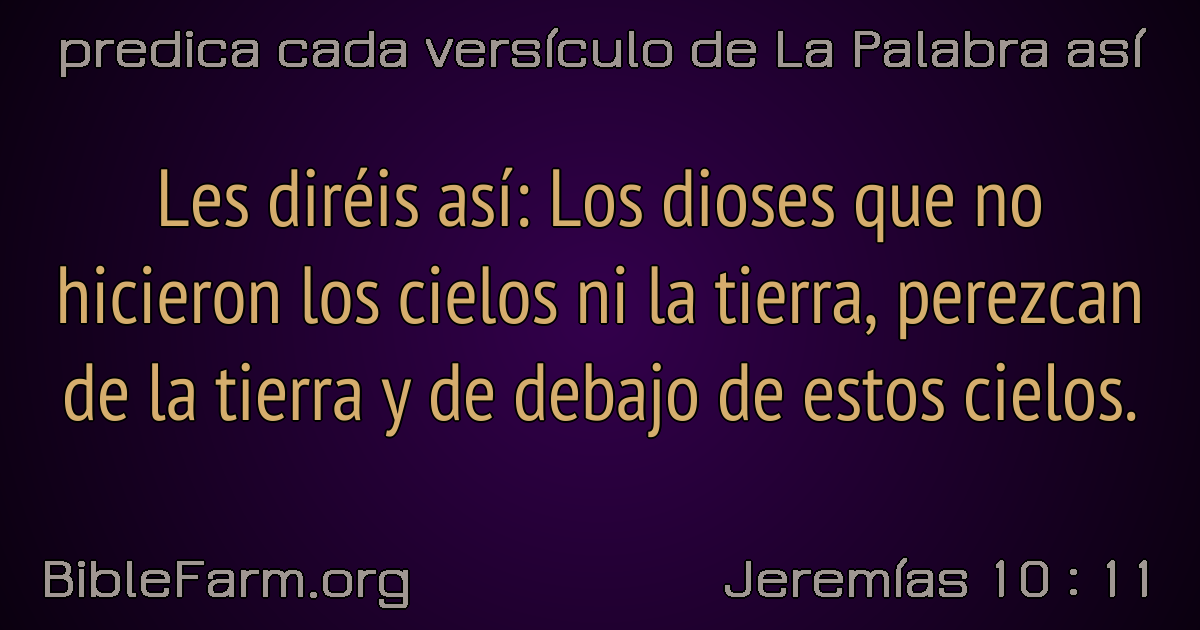 predica cada versículo de La Palabra así
Les diréis así: Los dioses que no
hicieron los cielos ni la tierra, perezcan
de la tierra y de debajo de estos cielos.
BibleFarm.org
Jeremías 10 : 11